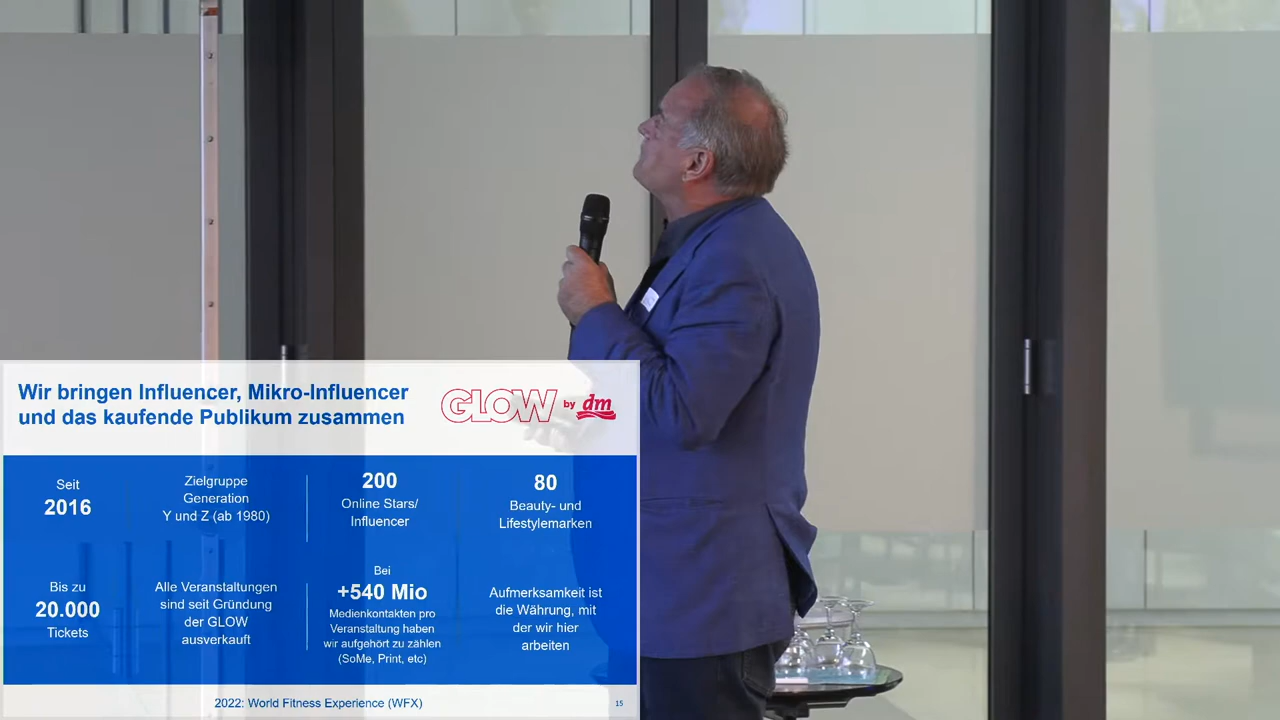 Wir bringen Influencer, Mikro-Influencer
und das kaufende Publikum zusammen
GLOW by dm
Seit
2016
Zielgruppe
Generation
Y und Z (ab 1980)
200
Online Stars/
Influencer
80
Beauty- und
Lifestylemarken
Bis zu
20.000
Tickets
Alle Veranstaltungen
sind seit Gründung
der GLOW
ausverkauft
Bei
+540 Mio
Medienkontakten pro
Veranstaltung haben
wir aufgehört zu zählen
(SoMe, Print, etc)
Aufmerksamkeit ist
die Währung, mit
der wir hier
arbeiten
2022: World Fitness Experience (WFX)
15